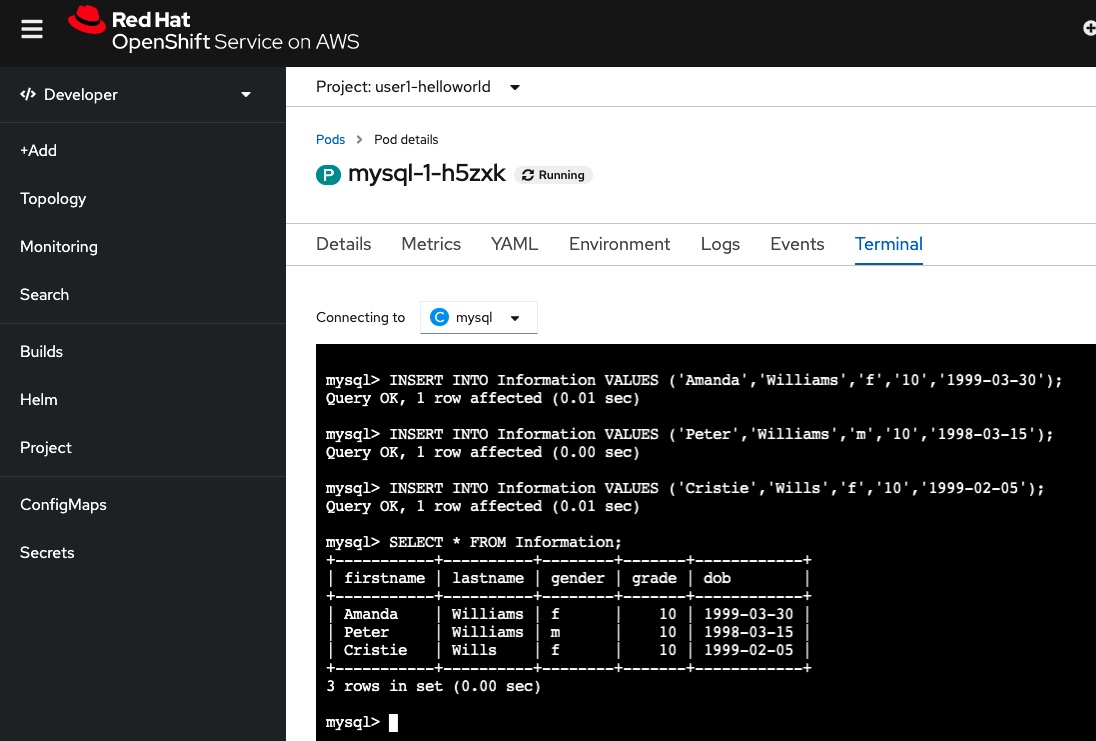 Red Hat
OpenShift Service on AWS
Developer
+Add
Topology
Monitoring
Search
Builds
Helm
Project
ConfigMaps
Secrets
Project: user1-helloworld
Pods > Pod details
P mysql-1-h5zxk Running
Details Metrics YAML Environment Logs Events Terminal
Connecting to C mysql
mysql> INSERT INTO Information VALUES ('Amanda','Williams','f','10','1999-03-30');
Query OK, 1 row affected (0.01 sec)
mysql> INSERT INTO Information VALUES ('Peter','Williams','m','10','1998-03-15');
Query OK, 1 row affected (0.00 sec)
mysql> INSERT INTO Information VALUES ('Cristie','Wills','f','10','1999-02-05');
Query OK, 1 row affected (0.01 sec)
mysql> SELECT * FROM Information;
+-----------+----------+--------+-------+------------+
| firstname | lastname | gender | grade | dob        |
+-----------+----------+--------+-------+------------+
| Amanda    | Williams | f      |    10 | 1999-03-30 |
| Peter     | Williams | m      |    10 | 1998-03-15 |
| Cristie   | Wills    | f      |    10 | 1999-02-05 |
+-----------+----------+--------+-------+------------+
3 rows in set (0.00 sec)
mysql>